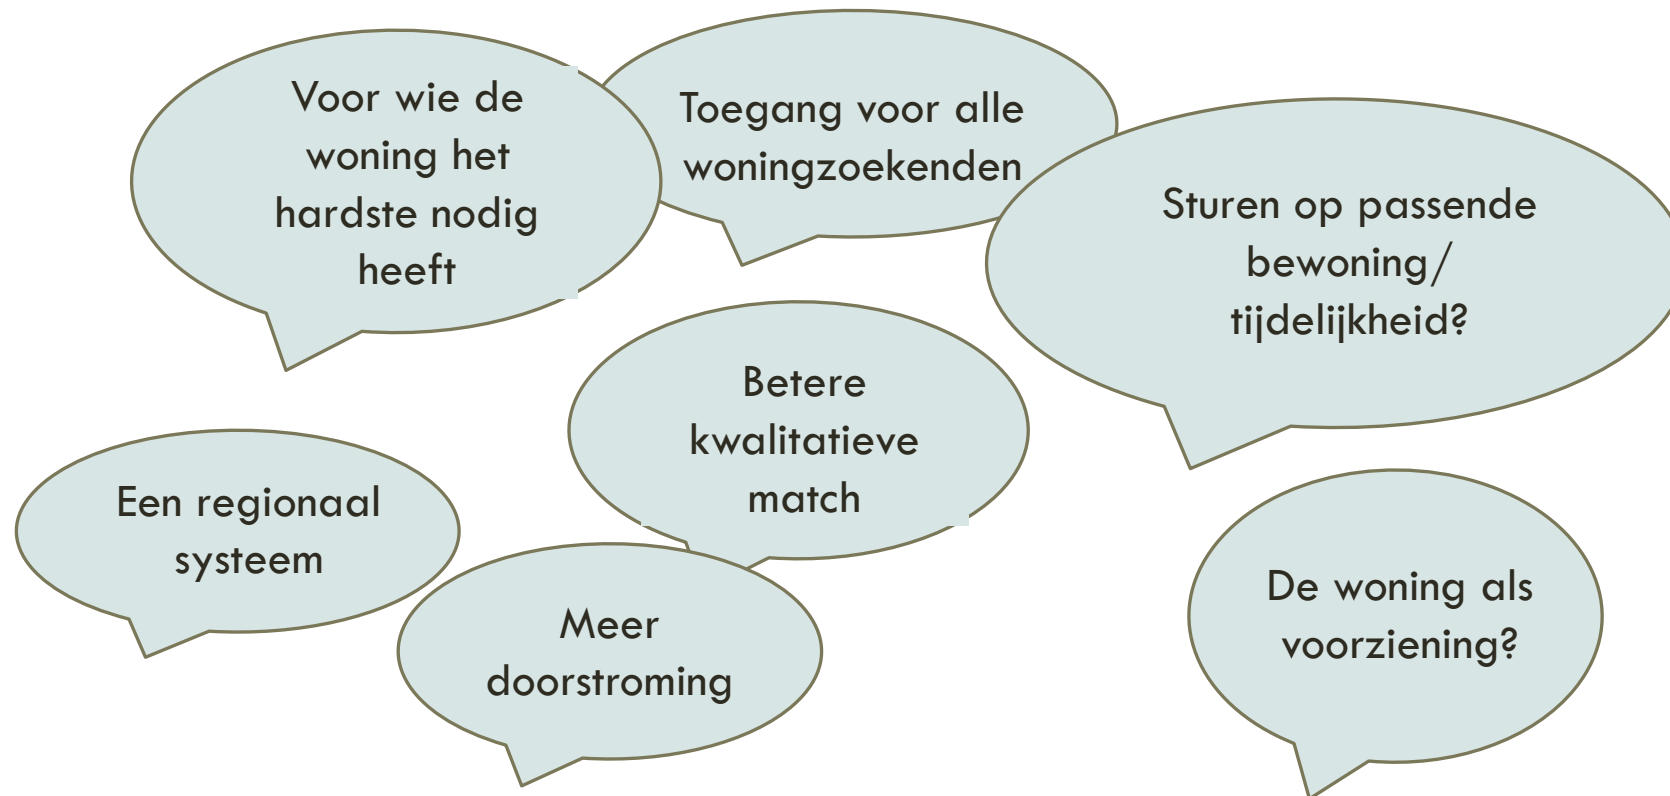 Voor wie de
woning het
hardste nodig
heeft
Toegang voor alle
woningzoekenden
Sturen op passende
bewoning/
tijdelijkheid?
Betere
kwalitatieve
match
Een regionaal
systeem
Meer
doorstroming
De woning als
voorziening?